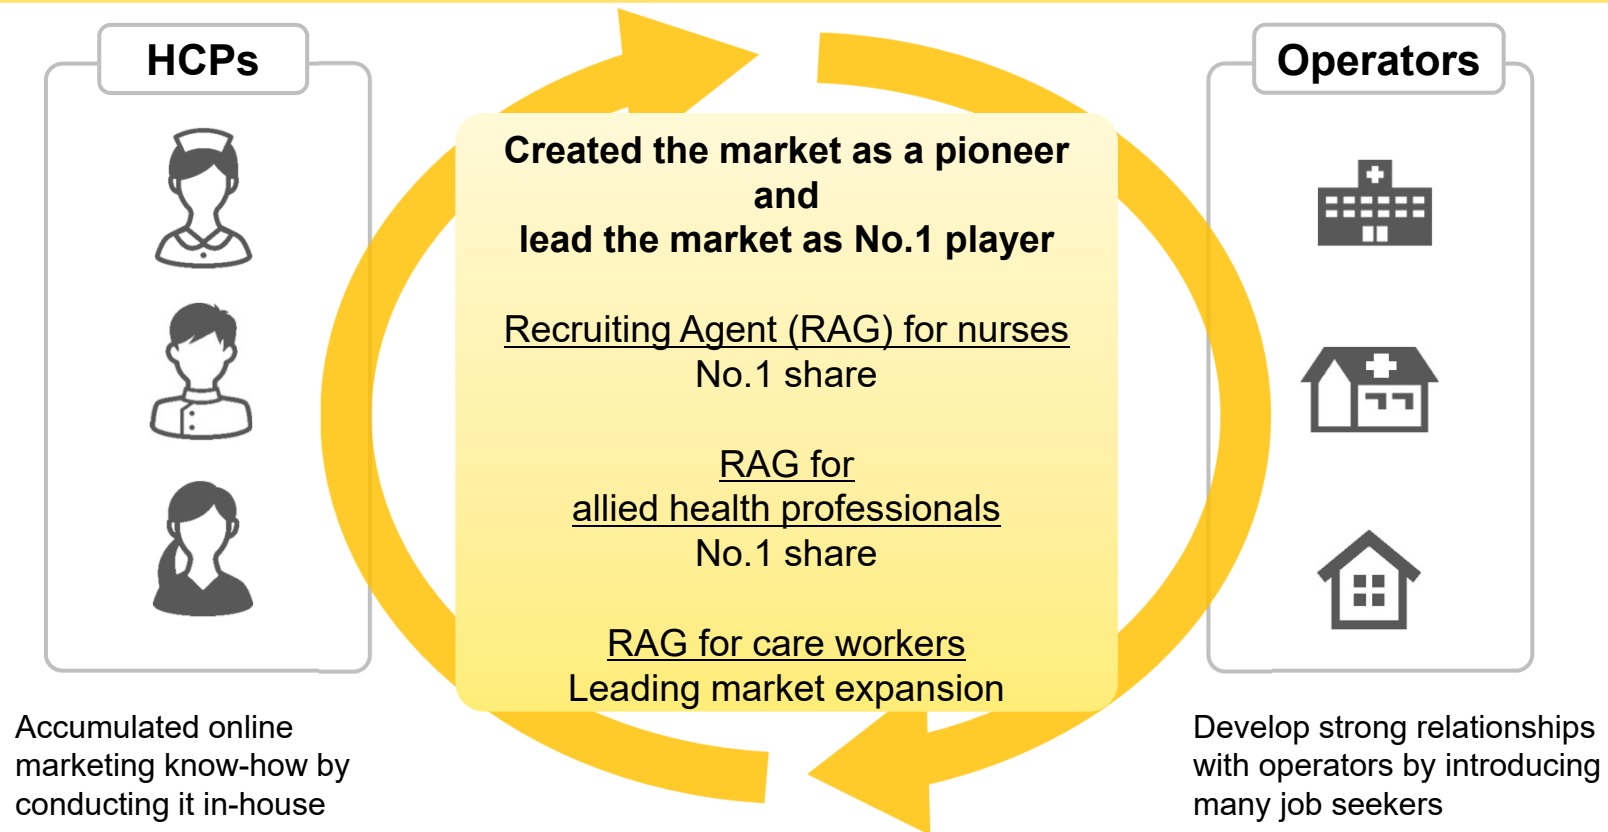 HCPs
Operators
Created the market as a pioneer
and
lead the market as No.1 player
Recruiting Agent (RAG) for nurses
No.1 share
RAG for
allied health professionals
No.1 share
RAG for care workers
Leading market expansion
Accumulated online
marketing know-how by
conducting it in-house
Develop strong relationships
with operators by introducing
many job seekers